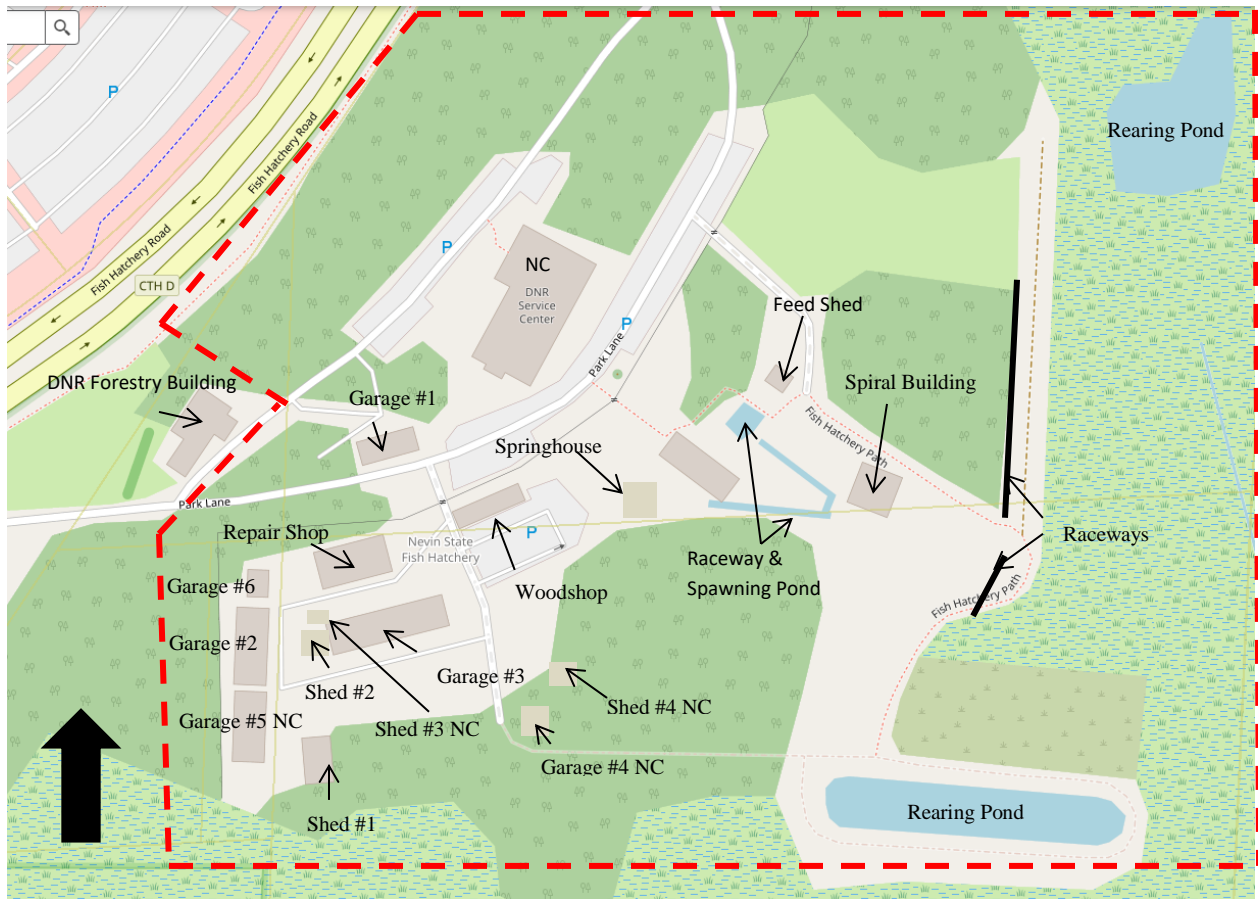 P
Fish Hatchery Road
Fish Hatchery Road
CTH D
Rearing Pond
P
NC
DNR
Service
Center
Feed Shed
P
Park Lane
DNR Forestry Building
Garage #1
Spiral Building
Fish Hatchery Path
Springhouse
Park Lane
Repair Shop
Nevin State
Fish Hatchery
P
Raceway &
Spawning Pond
Raceways
Garage #6
Woodshop
Fish Hatchery Path
Garage #2
Garage #3
Shed #2
Shed #3 NC
Shed #4 NC
Garage #5 NC
Garage #4 NC
Shed #1
Rearing Pond